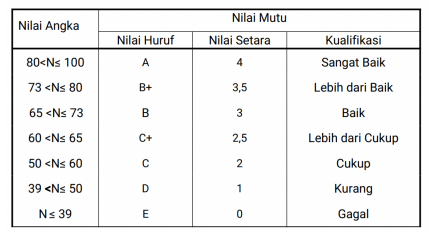 Nilai Angka Nilai Mutu
Nilai Huruf Nilai Setara Kualifikasi
80<N≤ 100 A 4 Sangat Baik
73 <N≤ 80 B+ 3,5 Lebih dari Baik
65 <N≤ 73 B 3 Baik
60 <N≤ 65 C+ 2,5 Lebih dari Cukup
50 <N≤ 60 C 2 Cukup
39 <N≤ 50 D 1 Kurang
N≤ 39 E 0 Gagal